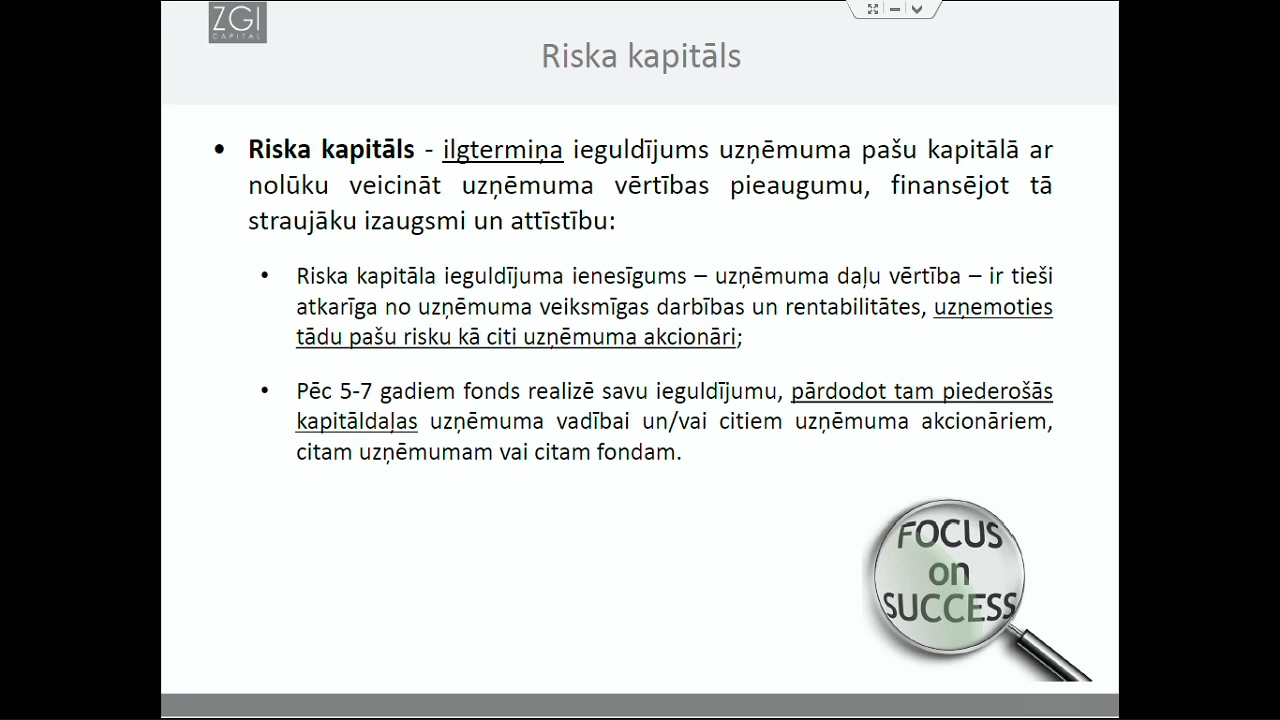 ZGI
CAPITAL
Riska kapitāls
• Riska kapitāls - ilgtermiņa ieguldījums uzņēmuma pašu kapitālā ar
nolūku veicināt uzņēmuma vērtības pieaugumu, finansējot tā
straujāku izaugsmi un attīstību:
• Riska kapitāla ieguldījuma ienesīgums – uzņēmuma daļu vērtība – ir tieši
atkarīga no uzņēmuma veiksmīgas darbības un rentabilitātes, uzņemoties
tādu pašu risku kā citi uzņēmuma akcionāri;
• Pēc 5-7 gadiem fonds realizē savu ieguldījumu, pārdodot tam piederošās
kapitāldaļas uzņēmuma vadībai un/vai citiem uzņēmuma akcionāriem,
citam uzņēmumam vai citam fondam.
FOCUS
on
SUCCESS